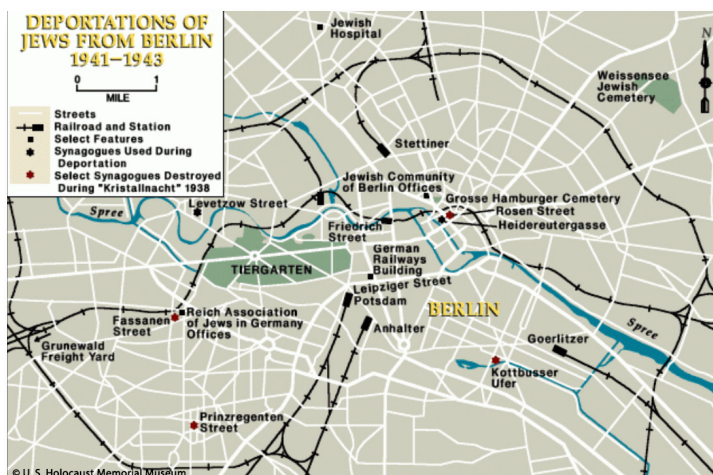 DEPORTATIONS OF
JEWS FROM BERLIN
1941–1943
0 1
MILE
Streets
Railroad and Station
Select Features
Synagogues Used During
Deportation
Select Synagogues Destroyed
During "Kristallnacht" 1938
Jewish
Hospital
N
Weissensee
Jewish
Cemetery
Stettiner
Jewish Community
of Berlin Offices
Grosse Hamburger Cemetery
Levetzow Street
Rosen Street
Spree
Friedrich
Street
Heidereutergasse
German
Railways
Building
TIERGARTEN
Leipziger Street
Potsdam
BERLIN
Reich Association
of Jews in Germany
Offices
Fassanen
Street
Anhalter
Spree
Goerlitzer
Grunewald
Freight Yard
Kottbusser
Ufer
Prinzregenten
Street
© U. S. Holocaust Memorial Museum